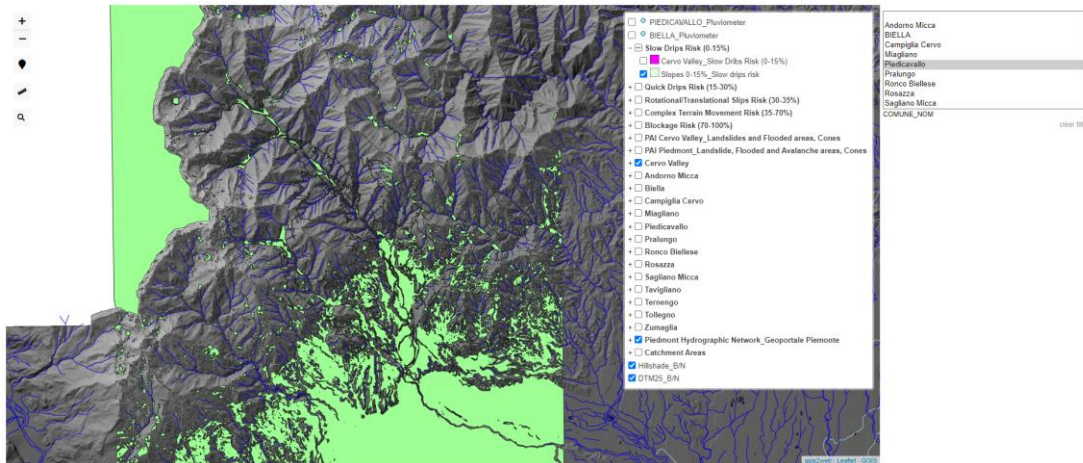 +
−
PIEDICAVALLO_Pluviometer
BIELLA_Pluviometer
Slow Drips Risk (0-15%)
Cervo Valley_Slow Dribs Risk (0-15%)
Slopes 0-15%_Slow drips risk
Quick Drips Risk (15-30%)
Rotational/Translational Slips Risk (30-35%)
Complex Terrain Movement Risk (35-70%)
Blockage Risk (70-100%)
PAI Cervo Valley_Landslides and Flooded areas, Cones
PAI Piedmont_Landslide, Flooded and Avalanche areas, Cones
Cervo Valley
Andorno Micca
Biella
Campiglia Cervo
Miagliano
Piedicavallo
Pralungo
Ronco Biellese
Rosazza
Sagliano Micca
Tavigliano
Ternengo
Tollegno
Zumaglia
Piedmont Hydrographic Network_Geoportale Piemonte
Catchment Areas
Hillshade_B/N
DTM25_B/N
qgis2web · Leaflet · QGIS
Andorno Micca
BIELLA
Campiglia Cervo
Miagliano
Piedicavallo
Pralungo
Ronco Biellese
Rosazza
Sagliano Micca
COMUNE_NOM
clear filt